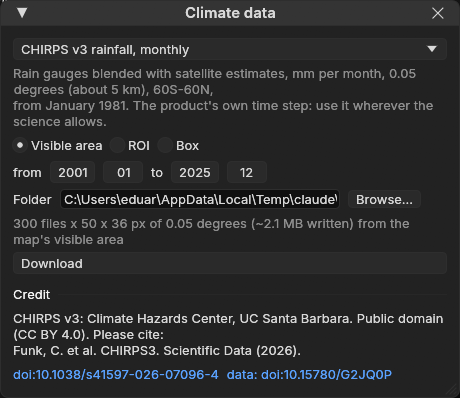 Climate data
CHIRPS v3 rainfall, monthly
Rain gauges blended with satellite estimates, mm per month, 0.05
degrees (about 5 km), 60S-60N,
from January 1981. The product's own time step: use it wherever the
science allows.
Visible area ROI Box
from 2001 01 to 2025 12
Folder C:\Users\eduar\AppData\Local\Temp\claude\ Browse...
300 files x 50 x 36 px of 0.05 degrees (~2.1 MB written) from the
map's visible area
Download
Credit
CHIRPS v3: Climate Hazards Center, UC Santa Barbara. Public domain
(CC BY 4.0). Please cite:
Funk, C. et al. CHIRPS3. Scientific Data (2026).
doi:10.1038/s41597-026-07096-4 data: doi:10.15780/G2JQ0P